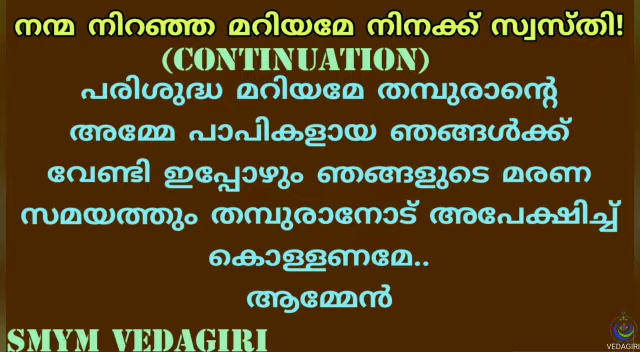 നന്മ നിറഞ്ഞ മറിയമേ നിനക്ക് സ്വസ്തി!
(CONTINUATION)
പരിശുദ്ധ മറിയമേ തമ്പുരാന്റെ
അമ്മേ പാപികളായ ഞങ്ങൾക്ക്
വേണ്ടി ഇപ്പോഴും ഞങ്ങളുടെ മരണ
സമയത്തും തമ്പുരാനോട് അപേക്ഷിച്ച്
കൊള്ളണമേ..
ആമ്മേൻ
SMYM VEDAGIRI
VEDAGIRI